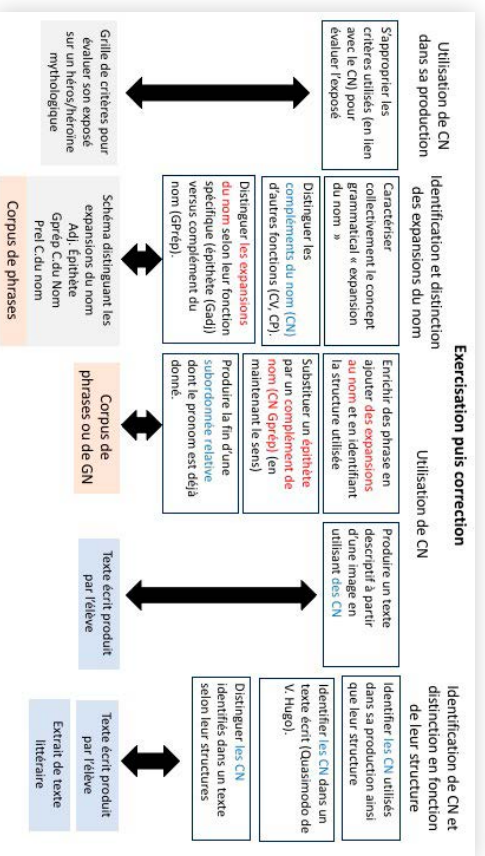 Exercisation puis correction
Utilisation de CN
dans sa production
S'approprier les
critères utilisés (en lien
avec le CN) pour
évaluer l'exposé
Grille de critères pour
évaluer son exposé
sur un héros/héroïne
mythologique
Identification et distinction
des expansions du nom
Caractériser
collectivement le concept
grammatical « expansion
du nom »
Distinguer les
compléments du nom (CN)
d'autres fonctions (CV, CP).
Distinguer les expansions
du nom selon leur fonction
spécifique (épithète (Gadj)
versus complément du
nom (GPrép).
Schéma distinguant les
expansions du nom
Adj. Épithète
Gprép C.du Nom
Prel C.du nom
Corpus de phrases
Utilisation de CN
Enrichir des phrase en
ajouter des expansions
au nom et en identifiant
la structure utilisée
Substituer un épithète
par un complément de
nom (CN Gprép) (en
maintenant le sens)
Produire la fin d'une
subordonnée relative
dont le pronom est déjà
donné.
Corpus de
phrases ou de GN
Produire un texte
descriptif à partir
d'une image en
utilisant des CN
Texte écrit produit
par l'élève
Identification de CN et
distinction en fonction
de leur structure
Identifier les CN utilisés
dans sa production ainsi
que leur structure
Identifier les CN dans un
texte écrit (Quasimodo de
V. Hugo).
Distinguer les CN
identifiés dans un texte
selon leur structures
Texte écrit produit
par l'élève
Extrait de texte
littéraire